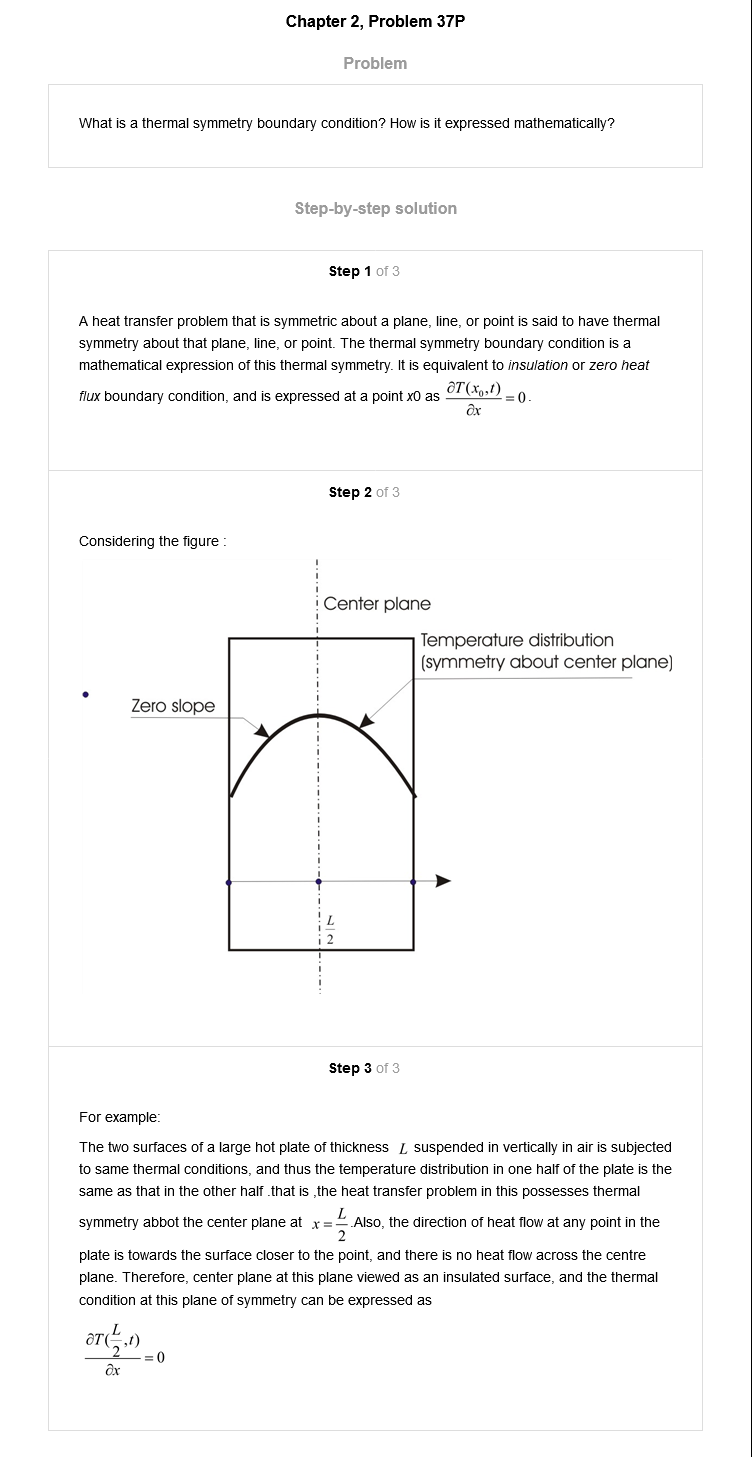 Chapter 2, Problem 37P
Problem
What is a thermal symmetry boundary condition? How is it expressed mathematically?
Step-by-step solution
Step 1 of 3
A heat transfer problem that is symmetric about a plane, line, or point is said to have thermal
symmetry about that plane, line, or point. The thermal symmetry boundary condition is a
mathematical expression of this thermal symmetry. It is equivalent to insulation or zero heat
flux boundary condition, and is expressed at a point x0 as ∂T(x₀,t)/∂x = 0.
Step 2 of 3
Considering the figure :
Center plane
Temperature distribution
(symmetry about center plane)
Zero slope
L/2
Step 3 of 3
For example:
The two surfaces of a large hot plate of thickness L suspended in vertically in air is subjected
to same thermal conditions, and thus the temperature distribution in one half of the plate is the
same as that in the other half .that is ,the heat transfer problem in this possesses thermal
symmetry abbot the center plane at x = L/2 .Also, the direction of heat flow at any point in the
plate is towards the surface closer to the point, and there is no heat flow across the centre
plane. Therefore, center plane at this plane viewed as an insulated surface, and the thermal
condition at this plane of symmetry can be expressed as
∂T(L/2,t)/∂x = 0